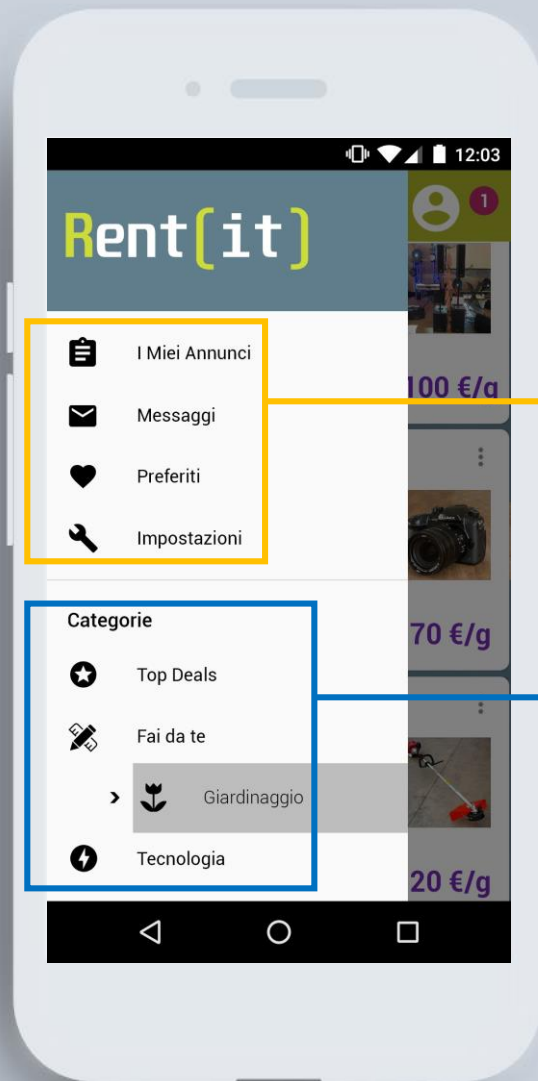 12:03
Rent(it)
1
I Miei Annunci
100 €/g
Messaggi
Preferiti
Impostazioni
Categorie
70 €/g
Top Deals
Fai da te
Giardinaggio
Tecnologia
20 €/g